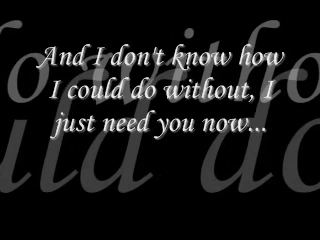 And I don't know how
I could do without, I
just need you now...